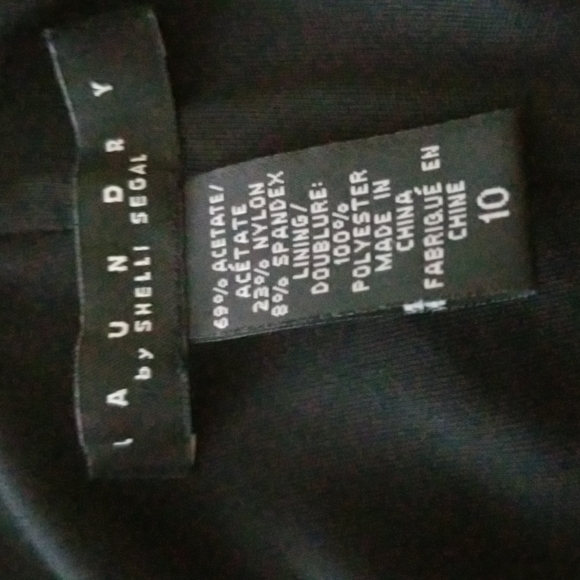 LAUNDRY
by SHELLI SEGAL
69% ACETATE/
ACÉTATE
23% NYLON
8% SPANDEX
LINING/
DOUBLURE:
100%
POLYESTER
MADE IN
CHINA
FABRIQUÉ EN
CHINE
10